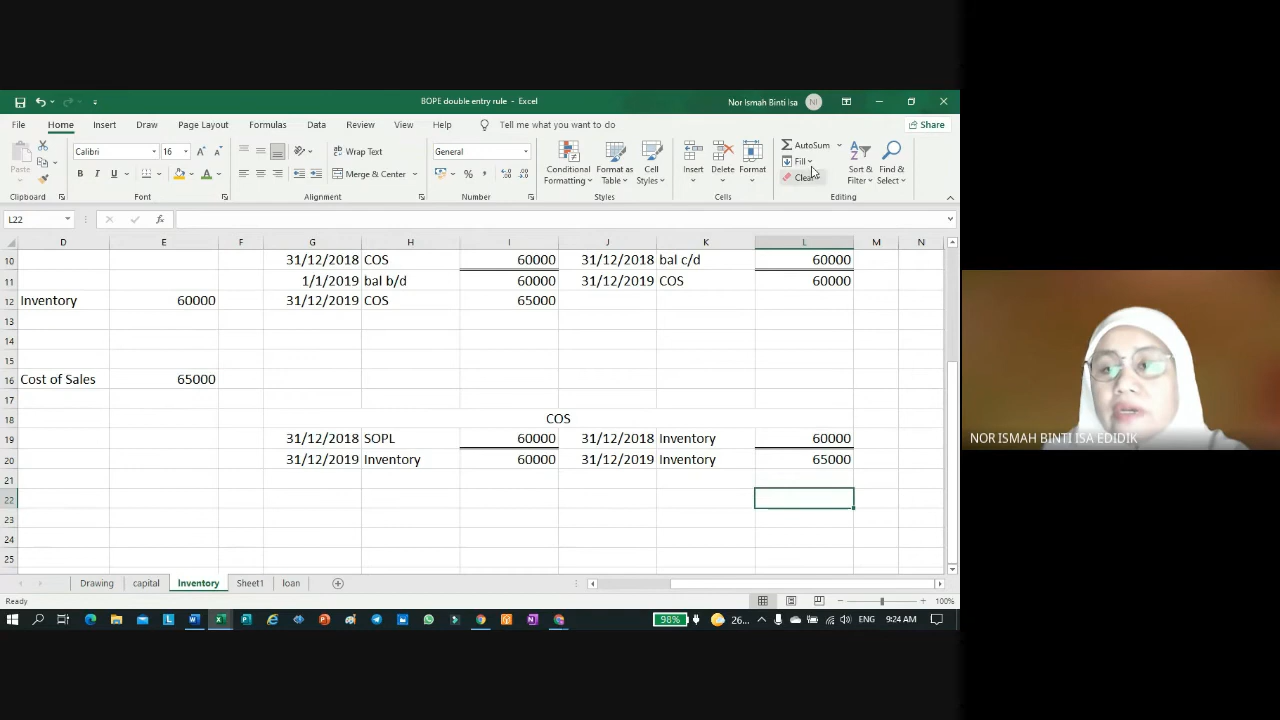 BOPE double entry rule - Excel
Nor Ismah Binti Isa NI
File Home Insert Draw Page Layout Formulas Data Review View Help Tell me what you want to do Share
Paste Calibri 16 Wrap Text General Conditional Formatting Format as Table Cell Styles Insert Delete Format AutoSum Fill Clear Sort & Filter Find & Select
B I U Merge & Center % ,
Clipboard Font Alignment Number Styles Cells Editing
L22 fx
D E F G H I J K L M N
10 31/12/2018 COS 60000 31/12/2018 bal c/d 60000
11 1/1/2019 bal b/d 60000 31/12/2019 COS 60000
12 Inventory 60000 31/12/2019 COS 65000
13
14
15
16 Cost of Sales 65000
17
18 COS
19 31/12/2018 SOPL 60000 31/12/2018 Inventory 60000
20 31/12/2019 Inventory 60000 31/12/2019 Inventory 65000
21
22
23
24
25
Drawing capital Inventory Sheet1 loan
Ready 100%
98% 26... ENG 9:24 AM
NOR ISMAH BINTI ISA EDIDIK